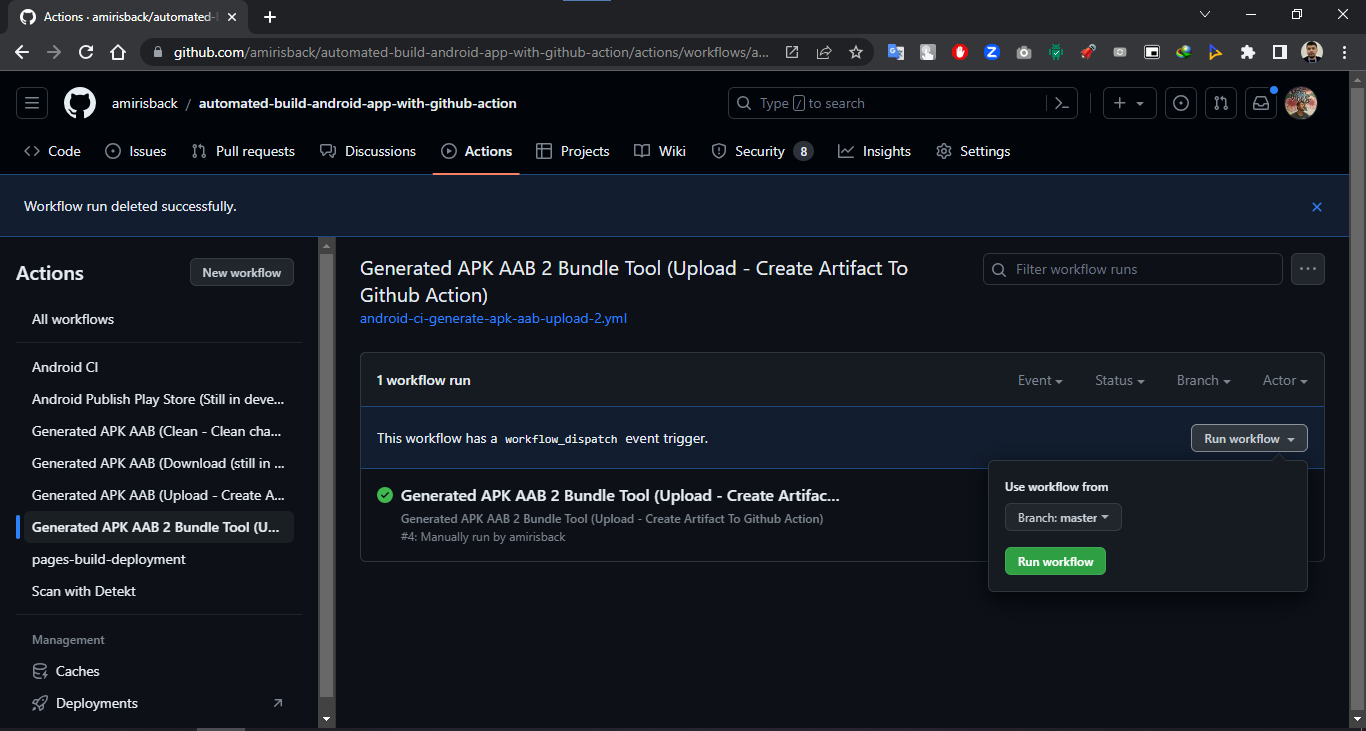 Actions · amirisback/automated-l
github.com/amirisback/automated-build-android-app-with-github-action/actions/workflows/a...
amirisback / automated-build-android-app-with-github-action
Type / to search
Code Issues Pull requests Discussions Actions Projects Wiki Security 8 Insights Settings
Workflow run deleted successfully.
Actions
New workflow
All workflows
Android CI
Android Publish Play Store (Still in deve...
Generated APK AAB (Clean - Clean cha...
Generated APK AAB (Download (still in ...
Generated APK AAB (Upload - Create A...
Generated APK AAB 2 Bundle Tool (U...
pages-build-deployment
Scan with Detekt
Management
Caches
Deployments
Generated APK AAB 2 Bundle Tool (Upload - Create Artifact To
Github Action)
android-ci-generate-apk-aab-upload-2.yml
Filter workflow runs
1 workflow run
Event Status Branch Actor
This workflow has a workflow_dispatch event trigger.
Run workflow
Generated APK AAB 2 Bundle Tool (Upload - Create Artifac...
Generated APK AAB 2 Bundle Tool (Upload - Create Artifact To Github Action)
#4: Manually run by amirisback
Use workflow from
Branch: master
Run workflow